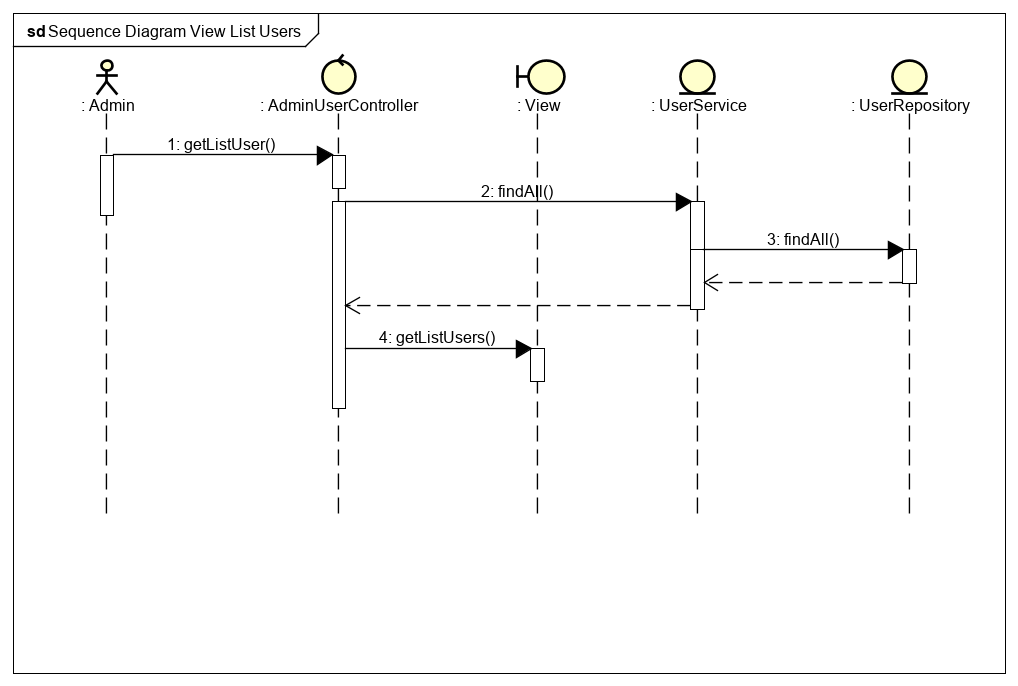 sd Sequence Diagram View List Users
: Admin
: AdminUserController
: View
: UserService
: UserRepository
1: getListUser()
2: findAll()
3: findAll()
4: getListUsers()